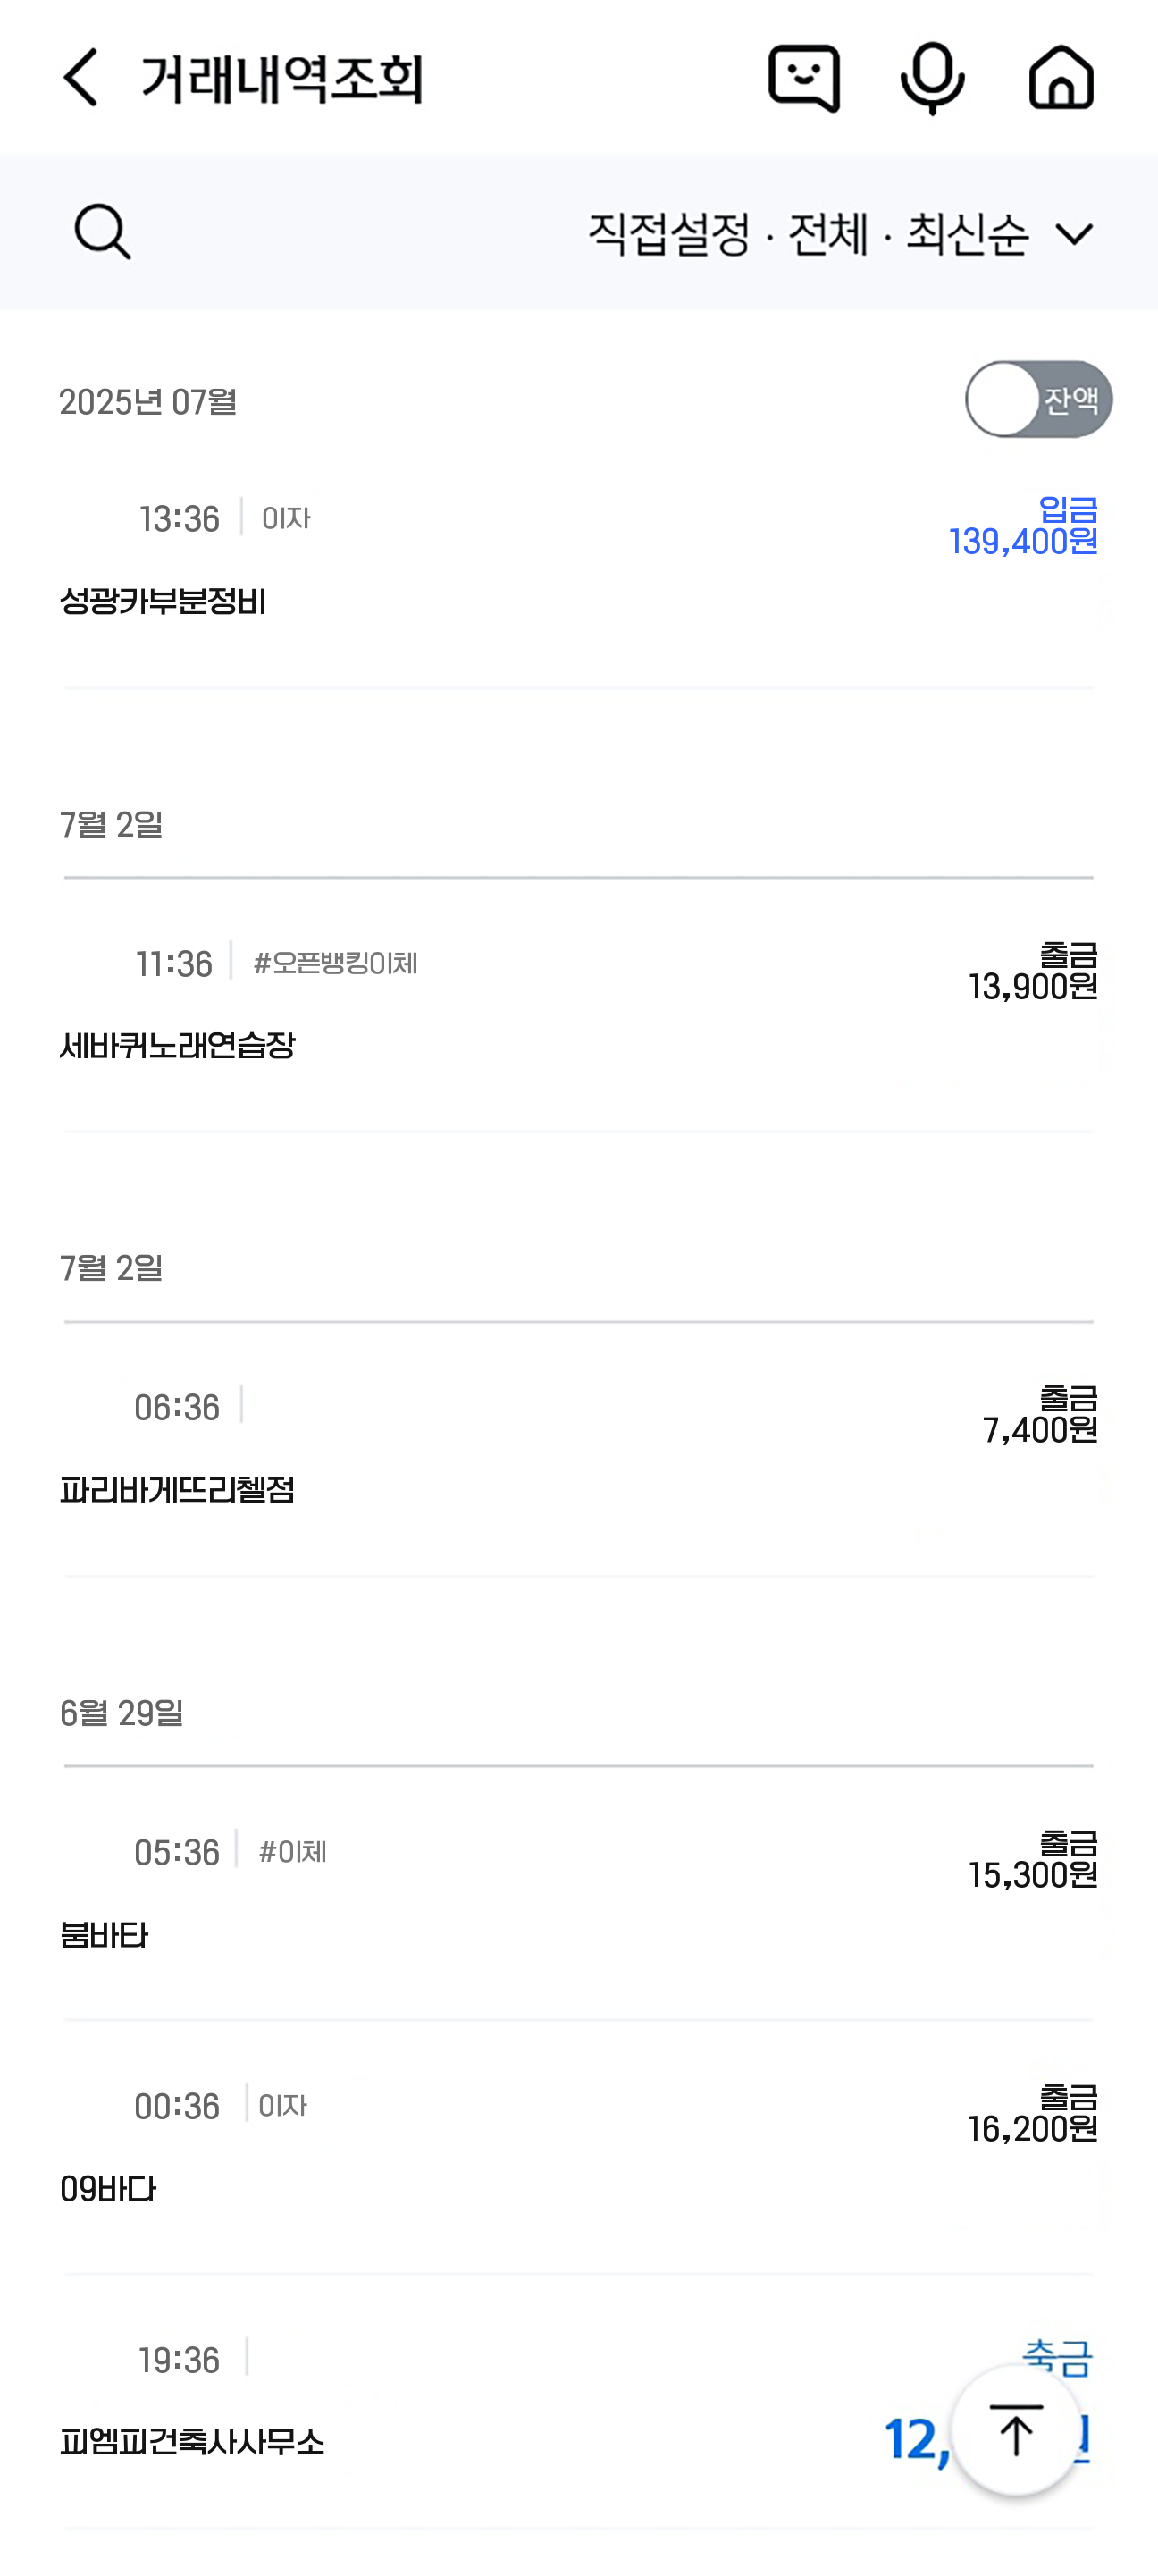 거래내역조회
직접설정 · 전체 · 최신순
2025년 07월
잔액
13:36 이자
입금
139,400원
성광카부분정비
7월 2일
11:36 #오픈뱅킹이체
출금
13,900원
세바퀴노래연습장
7월 2일
06:36
출금
7,400원
파리바게뜨리첼점
6월 29일
05:36 #이체
출금
15,300원
붐바타
00:36 이자
출금
16,200원
09바다
19:36
피엠피건축사사무소
12,